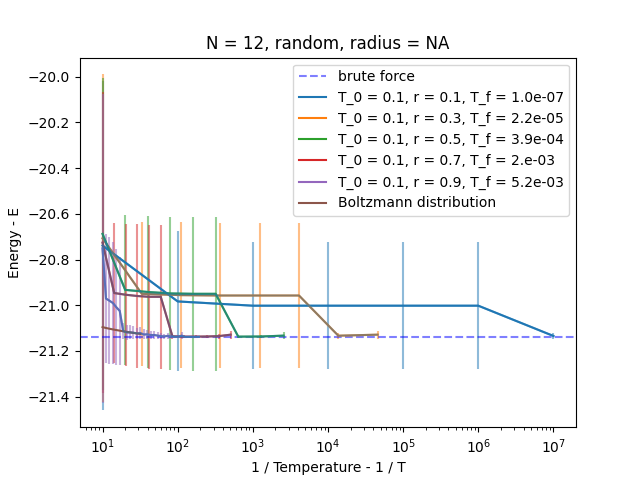 N = 12, random, radius = NA
brute force
T_0 = 0.1, r = 0.1, T_f = 1.0e-07
T_0 = 0.1, r = 0.3, T_f = 2.2e-05
T_0 = 0.1, r = 0.5, T_f = 3.9e-04
T_0 = 0.1, r = 0.7, T_f = 2.e-03
T_0 = 0.1, r = 0.9, T_f = 5.2e-03
Boltzmann distribution
Energy - E
−20.0
−20.2
−20.4
−20.6
−20.8
−21.0
−21.2
−21.4
10¹ 10² 10³ 10⁴ 10⁵ 10⁶ 10⁷
1 / Temperature - 1 / T